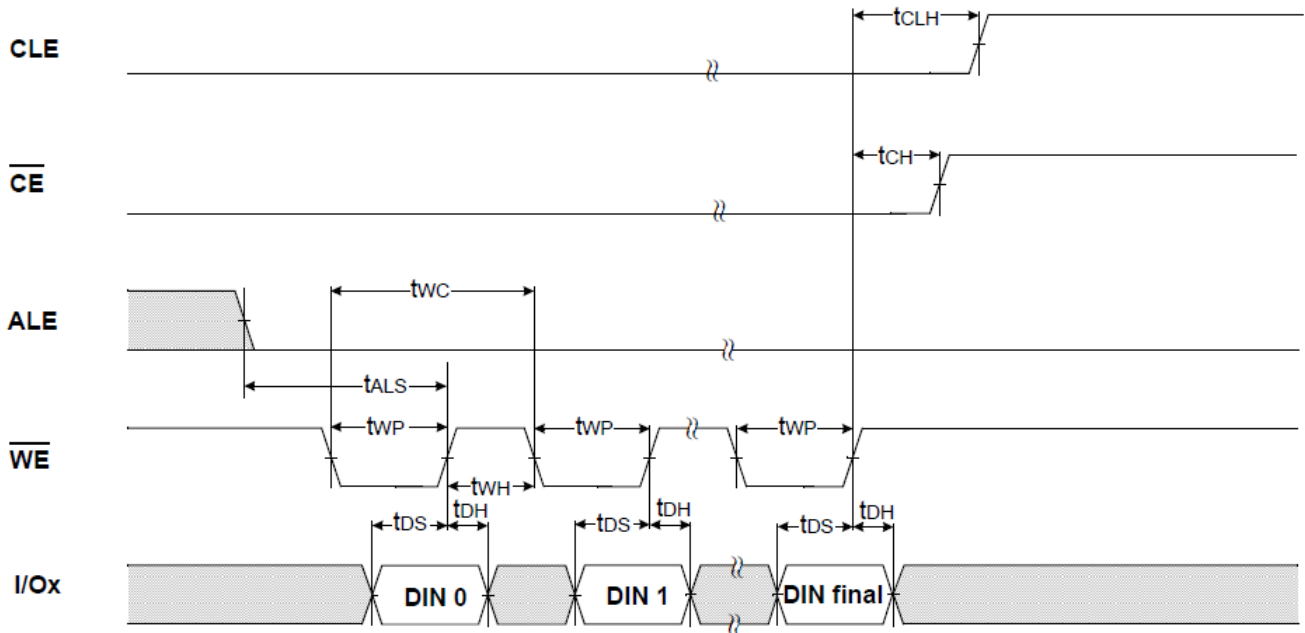 CLE
tCLH
CE
tCH
ALE
tWC
tALS
WE
tWP
tWP
tWP
tWH
tDS
tDH
tDS
tDH
tDS
tDH
I/Ox
DIN 0
DIN 1
DIN final